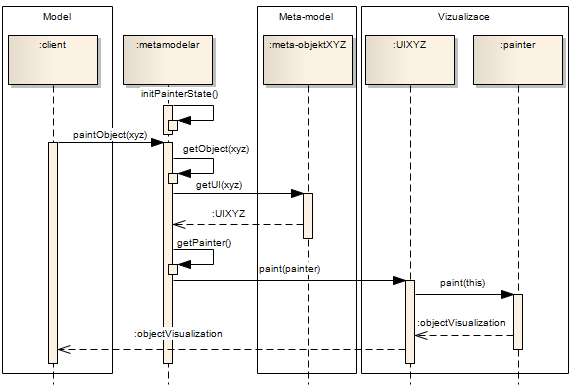 Model
Meta-model
Vizualizace
:client
:metamodelar
:meta-objektXYZ
:UIXYZ
:painter
initPainterState()
paintObject(xyz)
getObject(xyz)
getUI(xyz)
:UIXYZ
getPainter()
paint(painter)
paint(this)
:objectVisualization
:objectVisualization